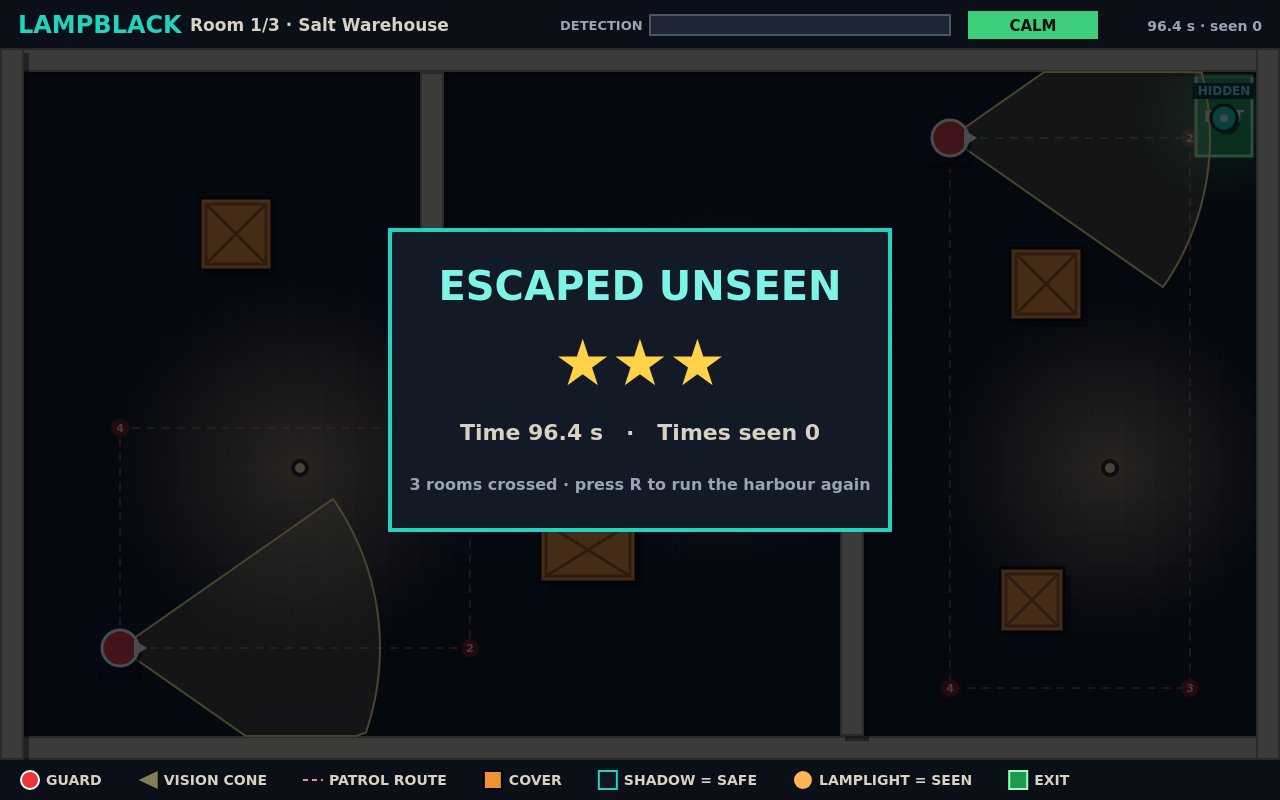 LAMPBLACK Room 1/3 · Salt Warehouse DETECTION CALM 96.4 s · seen 0
HIDDEN
2
4
ESCAPED UNSEEN
★★★
Time 96.4 s · Times seen 0
3 rooms crossed · press R to run the harbour again
2
4
3
GUARD VISION CONE PATROL ROUTE COVER SHADOW = SAFE LAMPLIGHT = SEEN EXIT